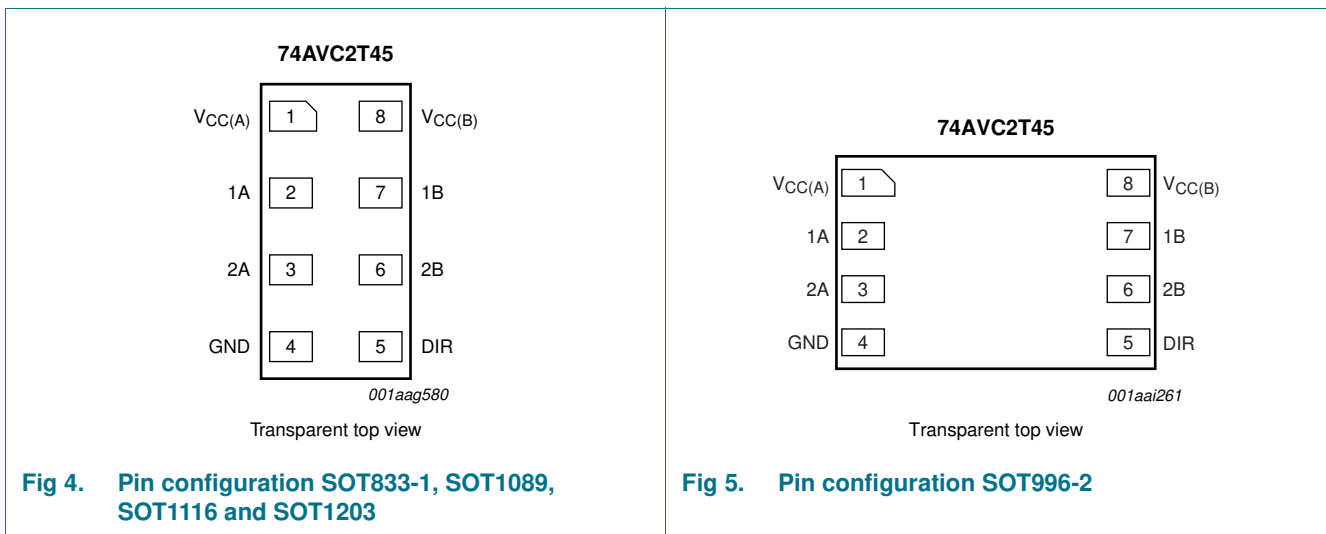 74AVC2T45
VCC(A) 1 8 VCC(B)
1A 2 7 1B
2A 3 6 2B
GND 4 5 DIR
001aag580
Transparent top view
Fig 4. Pin configuration SOT833-1, SOT1089,
SOT1116 and SOT1203
74AVC2T45
VCC(A) 1 8 VCC(B)
1A 2 7 1B
2A 3 6 2B
GND 4 5 DIR
001aai261
Transparent top view
Fig 5. Pin configuration SOT996-2